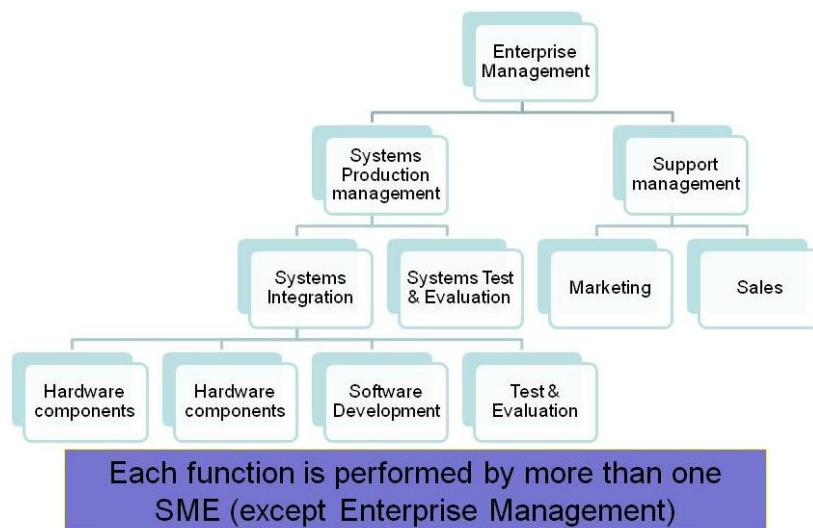 Enterprise
Management
Systems
Production
management
Support
management
Systems
Integration
Systems Test
& Evaluation
Marketing
Sales
Hardware
components
Hardware
components
Software
Development
Test &
Evaluation
Each function is performed by more than one
SME (except Enterprise Management)